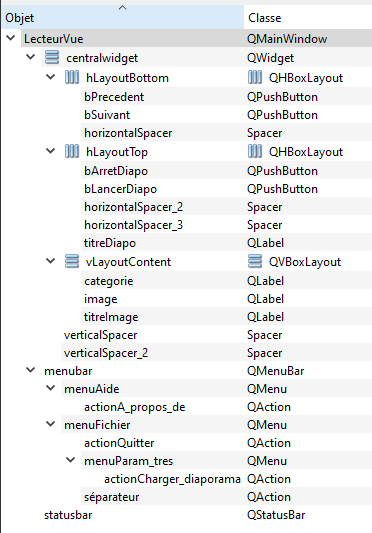 Objet Classe
LecteurVue QMainWindow
centralwidget QWidget
hLayoutBottom QHBoxLayout
bPrecedent QPushButton
bSuivant QPushButton
horizontalSpacer Spacer
hLayoutTop QHBoxLayout
bArretDiapo QPushButton
bLancerDiapo QPushButton
horizontalSpacer_2 Spacer
horizontalSpacer_3 Spacer
titreDiapo QLabel
vLayoutContent QVBoxLayout
categorie QLabel
image QLabel
titreImage QLabel
verticalSpacer Spacer
verticalSpacer_2 Spacer
menubar QMenuBar
menuAide QMenu
actionA_propos_de QAction
menuFichier QMenu
actionQuitter QAction
menuParam_tres QMenu
actionCharger_diaporama QAction
séparateur QAction
statusbar QStatusBar